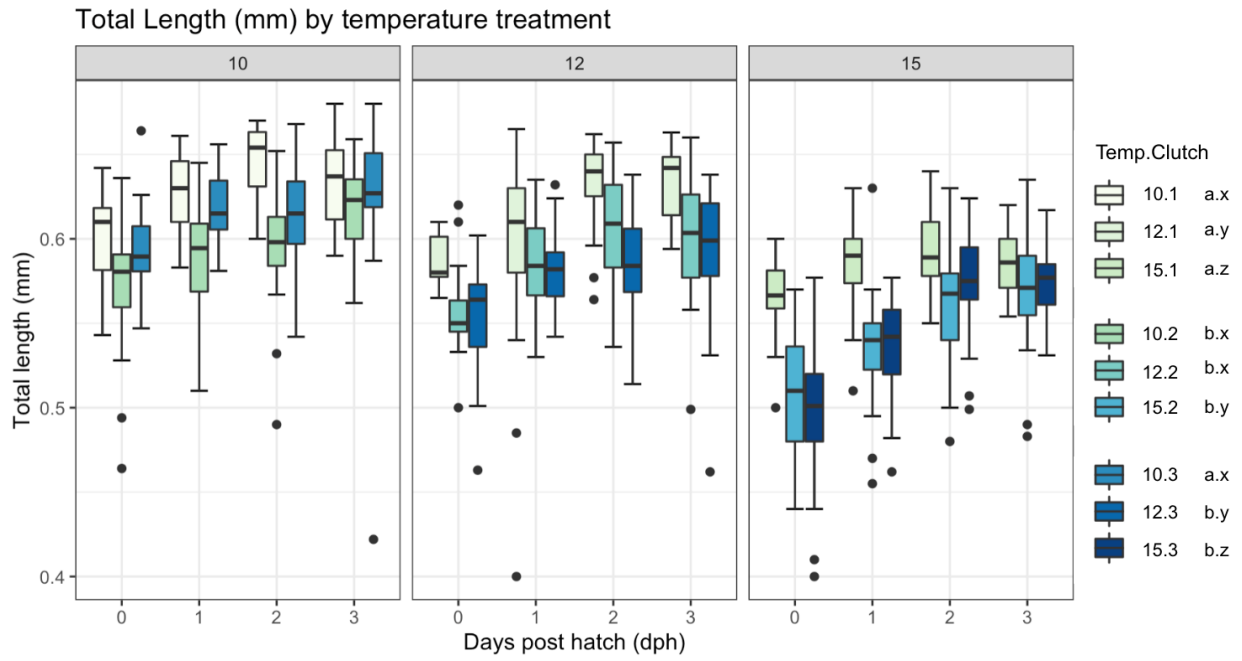 Total Length (mm) by temperature treatment
10 12 15
Total length (mm)
0.6
0.5
0.4
0 1 2 3 0 1 2 3 0 1 2 3
Days post hatch (dph)
Temp.Clutch
10.1 a.x
12.1 a.y
15.1 a.z
10.2 b.x
12.2 b.x
15.2 b.y
10.3 a.x
12.3 b.y
15.3 b.z